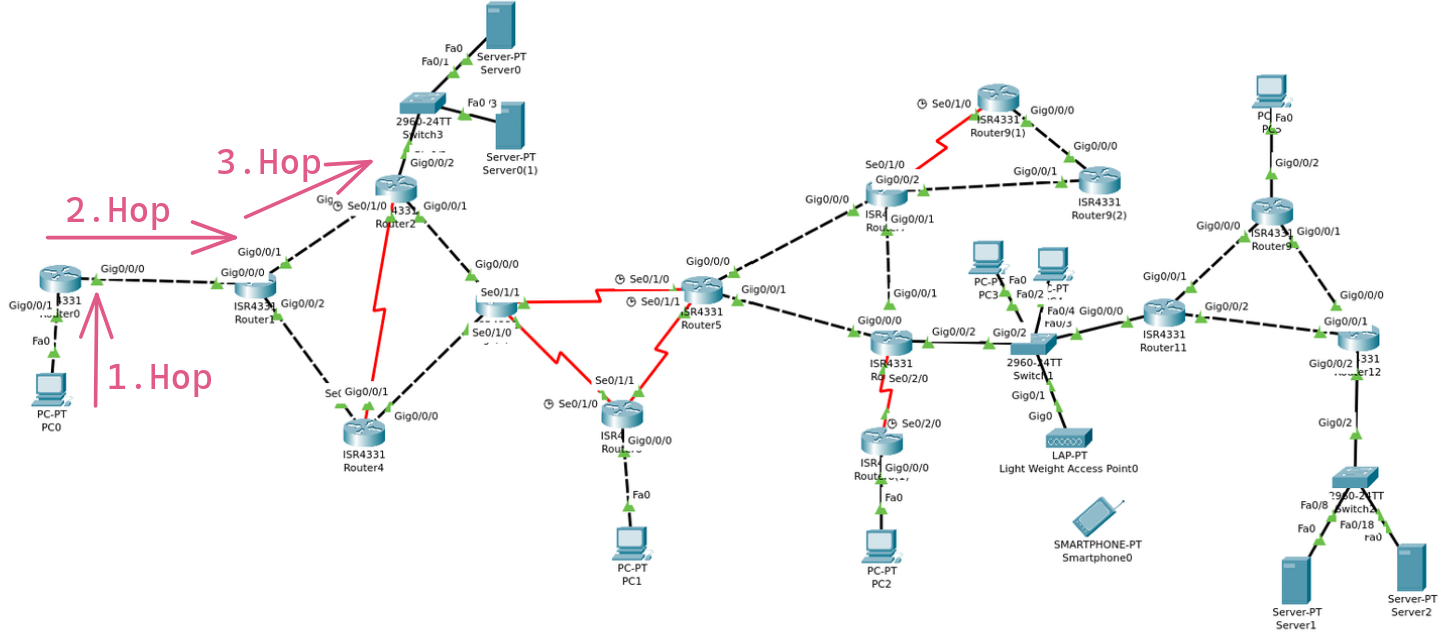 Server-PT
Server0
Fa0
Fa0/1
2960-24TT
Switch3
Fa0
Server-PT
Server0(1)
Gig0/0/2
3.Hop
2.Hop
1.Hop
Se0/1/0
Router2
Gig0/0/1
Gig0/0/0
Gig0/0/1
Fa0
PC-PT
PC0
Gig0/0/1
Gig0/0/0
ISR4331
Router1
Gig0/0/2
Gig0/0/0
Se0/1/1
Se0/1/0
Gig0/0/1
Gig0/0/0
ISR4331
Router4
Se0/1/0
Se0/1/1
Gig0/0/0
Gig0/0/1
ISR4331
Router5
Se0/1/1
Se0/1/0
Gig0/0/0
Fa0
PC-PT
PC1
Se0/1/0
Gig0/0/0
ISR4331
Router9(1)
Se0/1/0
Gig0/0/2
Gig0/0/0
Gig0/0/1
Gig0/0/0
Gig0/0/1
ISR4331
Router9(2)
Gig0/0/1
Gig0/0/0
Gig0/0/2
ISR4331
Se0/2/0
Se0/2/0
Gig0/0/0
Fa0
PC-PT
PC2
PC-PT
PC3
Fa0
Fa0/2
Fa0/4
Fa0/3
Gig0/2
Gig0/0/0
2960-24TT
Switch1
Gig0/1
Gig0
LAP-PT
Light Weight Access Point0
SMARTPHONE-PT
Smartphone0
Gig0/0/1
Gig0/0/2
ISR4331
Router11
Fa0
Gig0/0/2
Gig0/0/0
Gig0/0/1
ISR4331
Router9
Gig0/0/0
Gig0/0/1
Gig0/0/2
Gig0/2
2960-24TT
Switch2
Fa0/8
Fa0/18
Fa0
Fa0
Server-PT
Server1
Server-PT
Server2